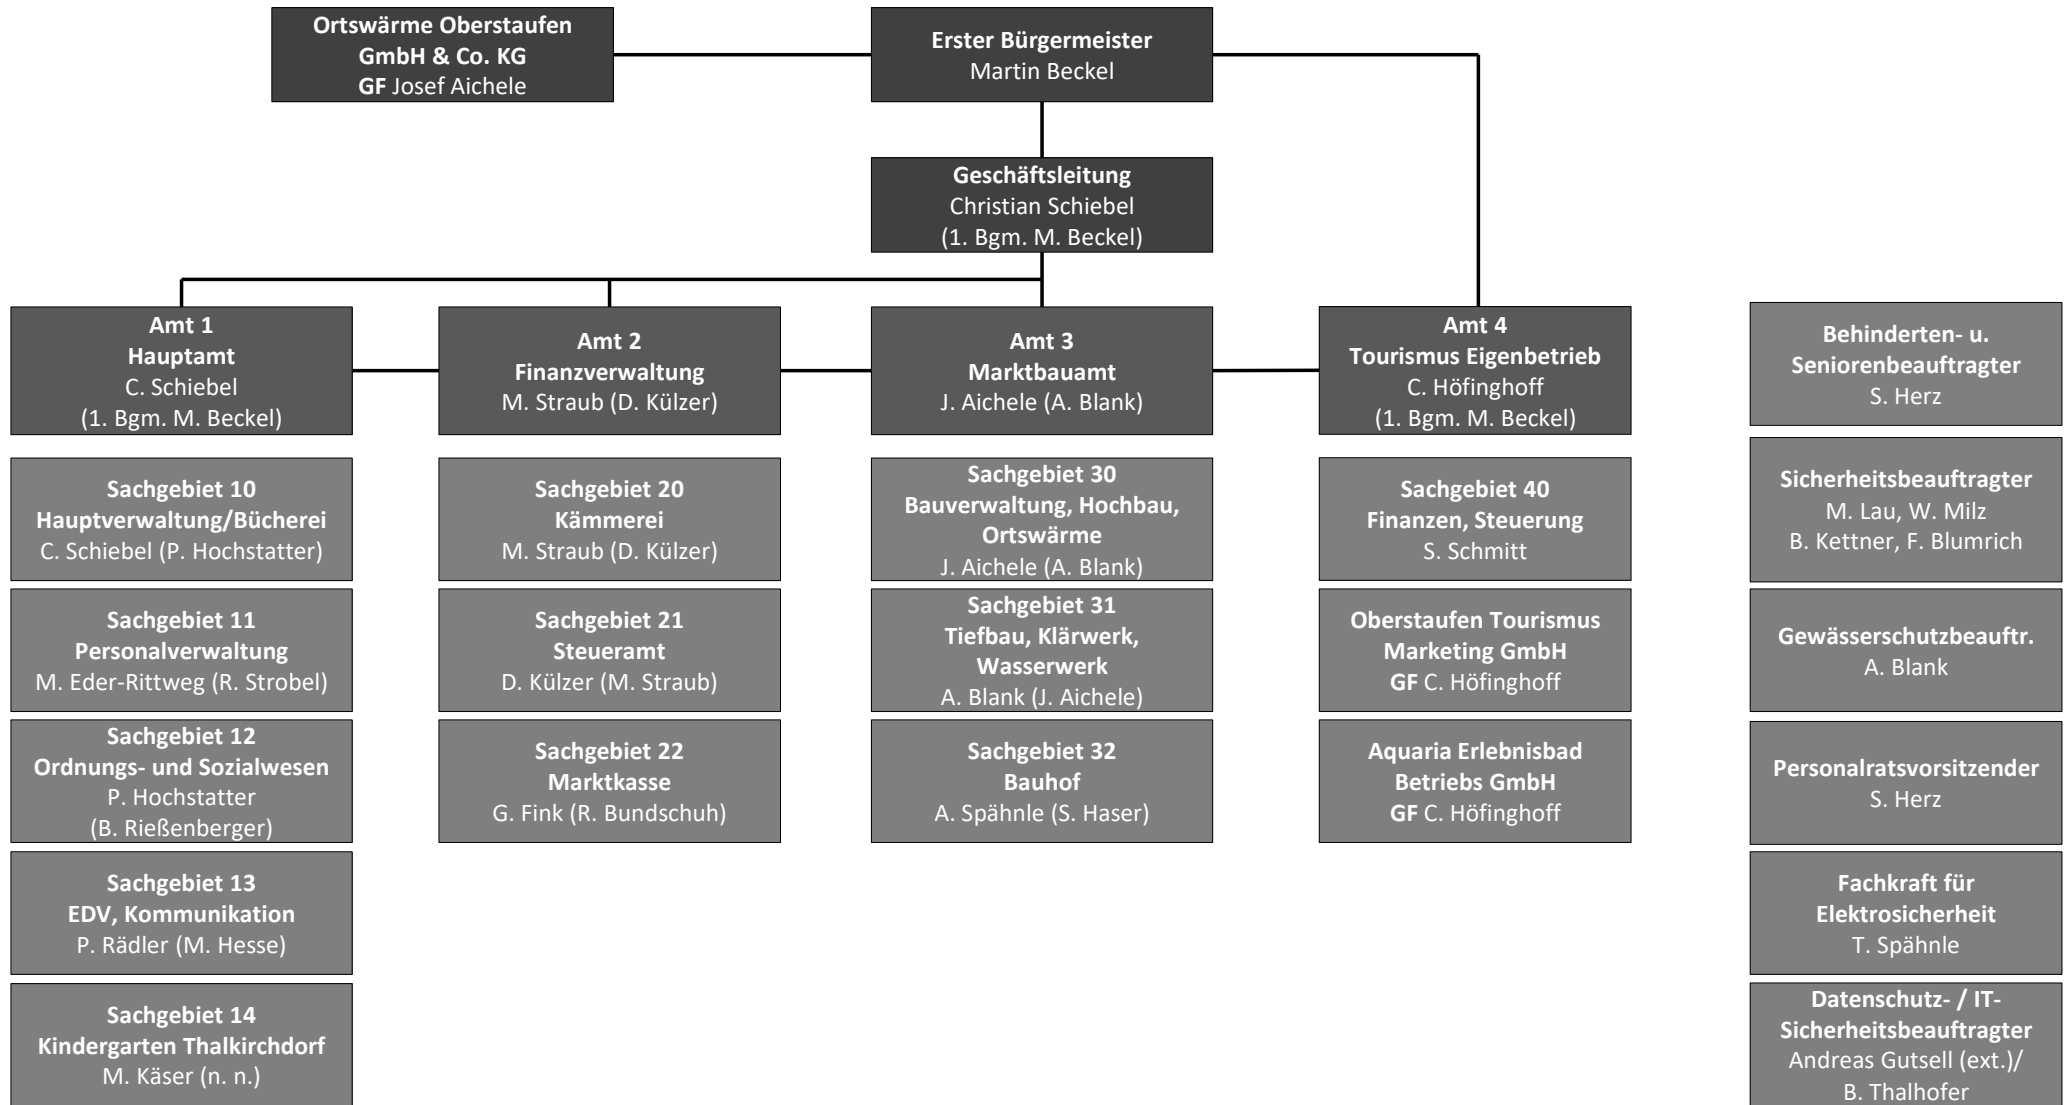 Ortswärme Oberstaufen
GmbH & Co. KG
GF Josef Aichele
Erster Bürgermeister
Martin Beckel
Geschäftsleitung
Christian Schiebel
(1. Bgm. M. Beckel)
Amt 1
Hauptamt
C. Schiebel
(1. Bgm. M. Beckel)
Amt 2
Finanzverwaltung
M. Straub (D. Külzer)
Amt 3
Marktbauamt
J. Aichele (A. Blank)
Amt 4
Tourismus Eigenbetrieb
C. Höfinghoff
(1. Bgm. M. Beckel)
Behinderten- u.
Seniorenbeauftragter
S. Herz
Sachgebiet 10
Hauptverwaltung/Bücherei
C. Schiebel (P. Hochstatter)
Sachgebiet 20
Kämmerei
M. Straub (D. Külzer)
Sachgebiet 30
Bauverwaltung, Hochbau,
Ortswärme
J. Aichele (A. Blank)
Sachgebiet 40
Finanzen, Steuerung
S. Schmitt
Sicherheitsbeauftragter
M. Lau, W. Milz
B. Kettner, F. Blumrich
Sachgebiet 11
Personalverwaltung
M. Eder-Rittweg (R. Strobel)
Sachgebiet 21
Steueramt
D. Külzer (M. Straub)
Sachgebiet 31
Tiefbau, Klärwerk,
Wasserwerk
A. Blank (J. Aichele)
Oberstaufen Tourismus
Marketing GmbH
GF C. Höfinghoff
Gewässerschutzbeauftr.
A. Blank
Sachgebiet 12
Ordnungs- und Sozialwesen
P. Hochstatter
(B. Rießenberger)
Sachgebiet 22
Marktkasse
G. Fink (R. Bundschuh)
Sachgebiet 32
Bauhof
A. Spähnle (S. Haser)
Aquaria Erlebnisbad
Betriebs GmbH
GF C. Höfinghoff
Personalratsvorsitzender
S. Herz
Sachgebiet 13
EDV, Kommunikation
P. Rädler (M. Hesse)
Fachkraft für
Elektrosicherheit
T. Spähnle
Sachgebiet 14
Kindergarten Thalkirchdorf
M. Käser (n. n.)
Datenschutz- / IT-
Sicherheitsbeauftragter
Andreas Gutsell (ext.)/
B. Thalhofer